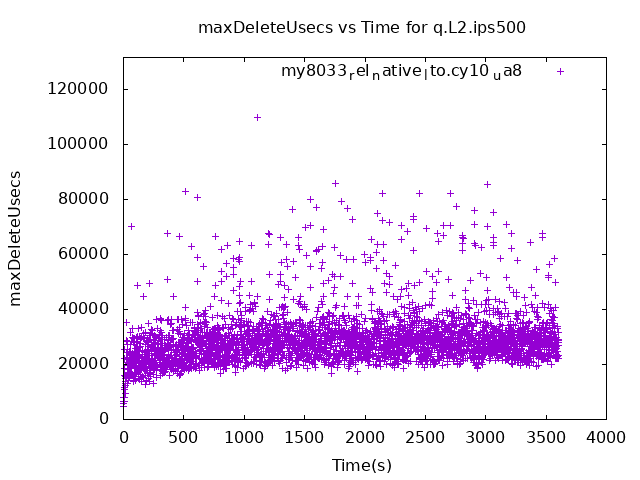 maxDeleteUsecs vs Time for q.L2.ips500
my8033relnative_lto.cy10ua8
120000
100000
80000
60000
40000
20000
0
maxDeleteUsecs
0 500 1000 1500 2000 2500 3000 3500 4000
Time(s)